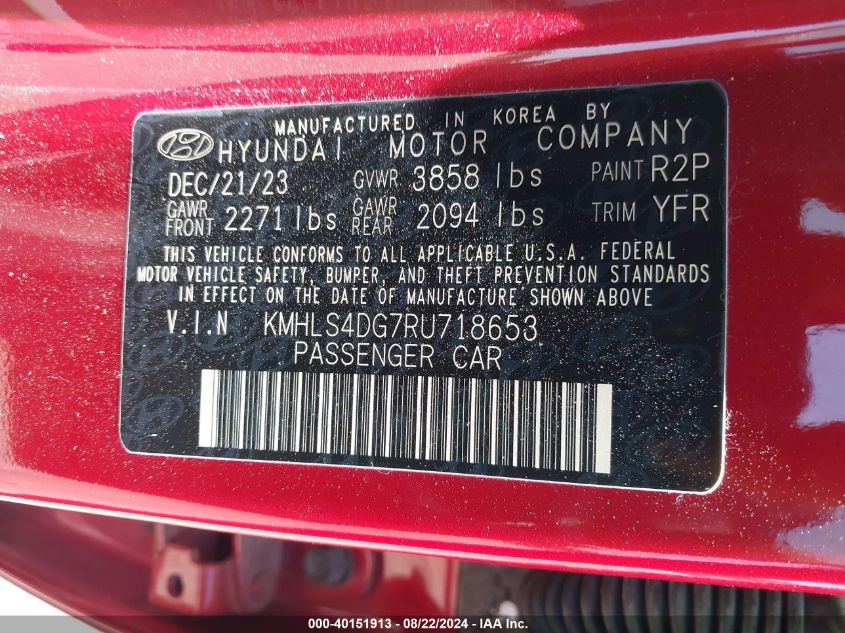 MANUFACTURED IN KOREA BY
HYUNDAI MOTOR COMPANY
DEC/21/23 GVWR 3858 lbs PAINT R2P
GAWR FRONT 2271 lbs GAWR REAR 2094 lbs TRIM YFR
THIS VEHICLE CONFORMS TO ALL APPLICABLE U.S.A. FEDERAL
MOTOR VEHICLE SAFETY, BUMPER, AND THEFT PREVENTION STANDARDS
IN EFFECT ON THE DATE OF MANUFACTURE SHOWN ABOVE
V.I.N KMHLS4DG7RU718653
PASSENGER CAR
000-40151913 - 08/22/2024 - IAAI.COM